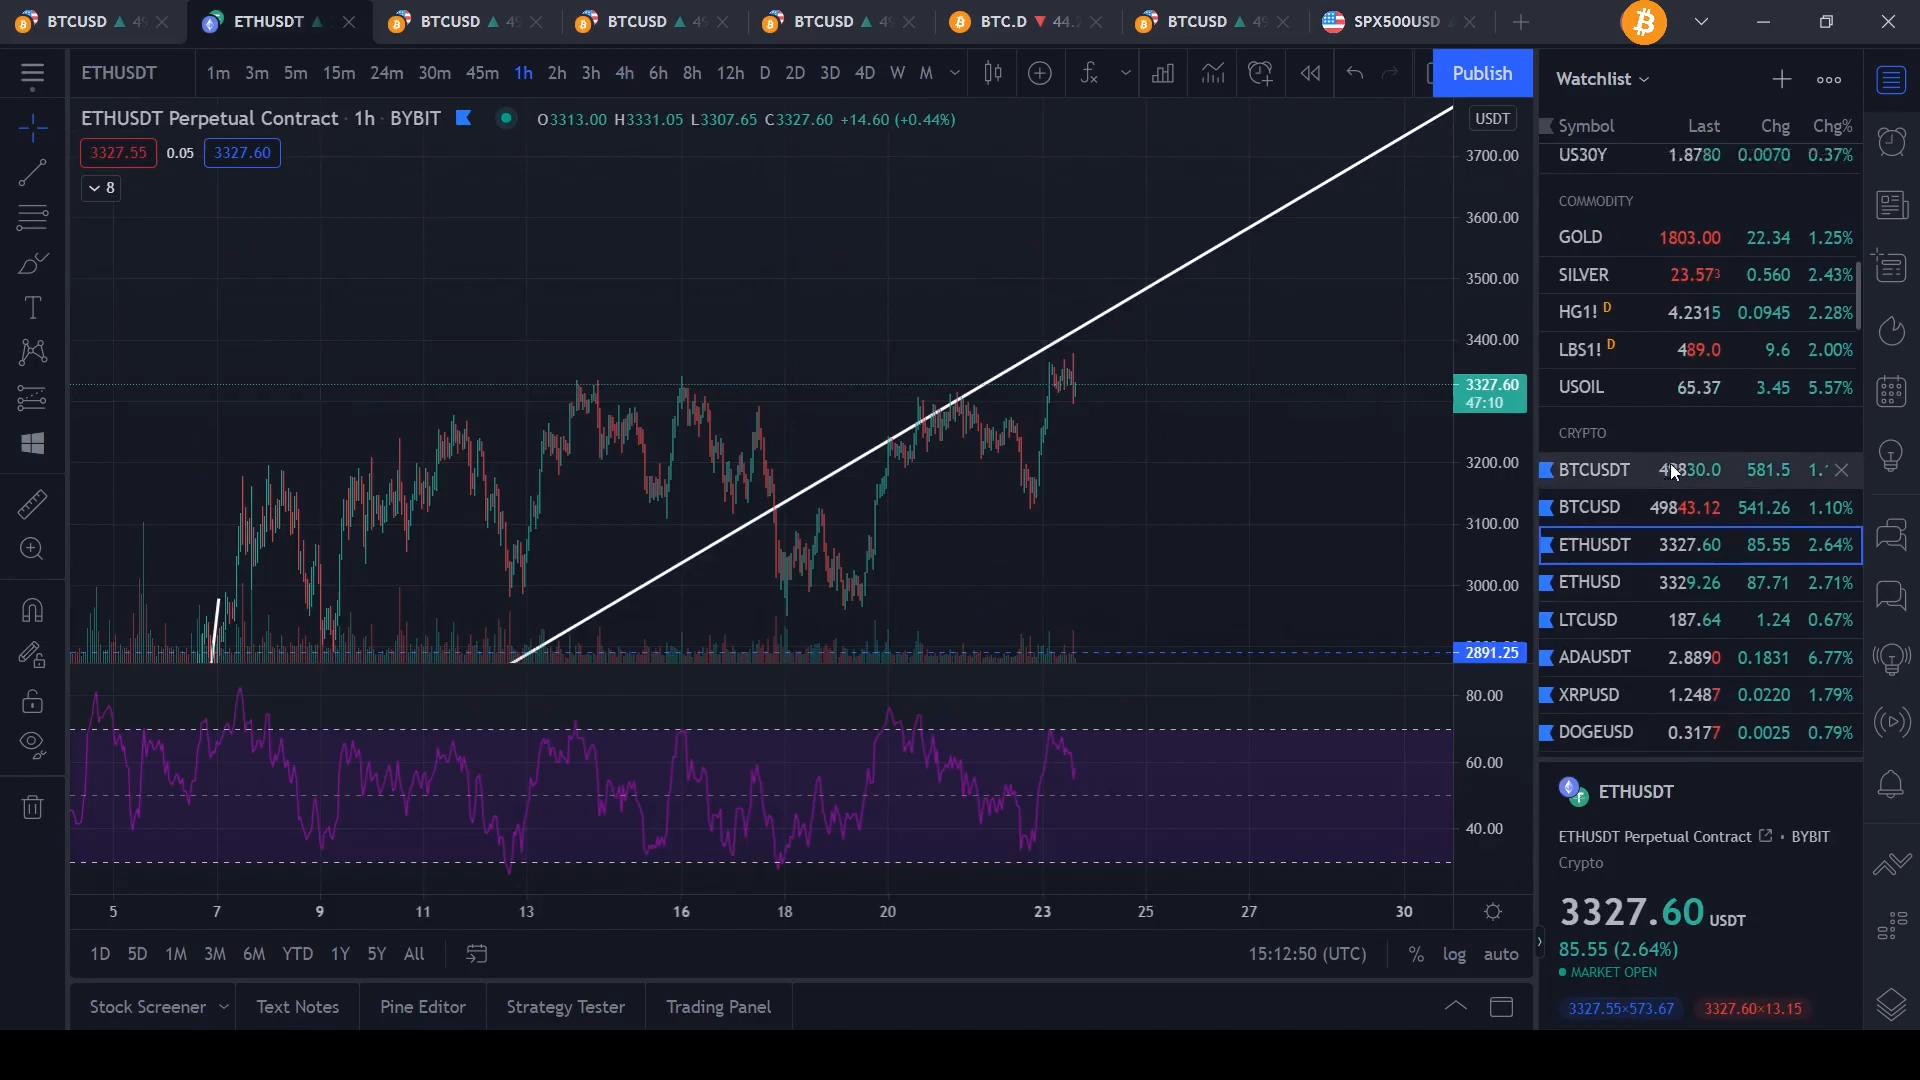 BTCUSD 49
ETHUSDT
BTCUSD 49
BTCUSD 49
BTCUSD 49
BTC.D 44.
BTCUSD 49
SPX500USD
ETHUSDT 1m 3m 5m 15m 24m 30m 45m 1h 2h 3h 4h 6h 8h 12h D 2D 3D 4D W M Publish
ETHUSDT Perpetual Contract · 1h · BYBIT O3313.00 H3331.05 L3307.65 C3327.60 +14.60 (+0.44%)
3327.55 0.05 3327.60
8
USDT
3700.00
3600.00
3500.00
3400.00
3327.60
47:10
3200.00
3100.00
3000.00
2891.25
80.00
60.00
40.00
5 7 9 11 13 16 18 20 23 25 27 30
1D 5D 1M 3M 6M YTD 1Y 5Y All 15:12:50 (UTC) % log auto
Stock Screener Text Notes Pine Editor Strategy Tester Trading Panel
Watchlist
Symbol Last Chg Chg%
US30Y 1.8780 0.0070 0.37%
COMMODITY
GOLD 1803.00 22.34 1.25%
SILVER 23.573 0.560 2.43%
HG1! D 4.2315 0.0945 2.28%
LBS1! D 489.0 9.6 2.00%
USOIL 65.37 3.45 5.57%
CRYPTO
BTCUSDT 49830.0 581.5 1.
BTCUSD 49843.12 541.26 1.10%
ETHUSDT 3327.60 85.55 2.64%
ETHUSD 3329.26 87.71 2.71%
LTCUSD 187.64 1.24 0.67%
ADAUSDT 2.8890 0.1831 6.77%
XRPUSD 1.2487 0.0220 1.79%
DOGEUSD 0.3177 0.0025 0.79%
ETHUSDT
ETHUSDT Perpetual Contract · BYBIT
Crypto
3327.60 USDT
85.55 (2.64%)
MARKET OPEN
3327.55×573.67 3327.60×13.15